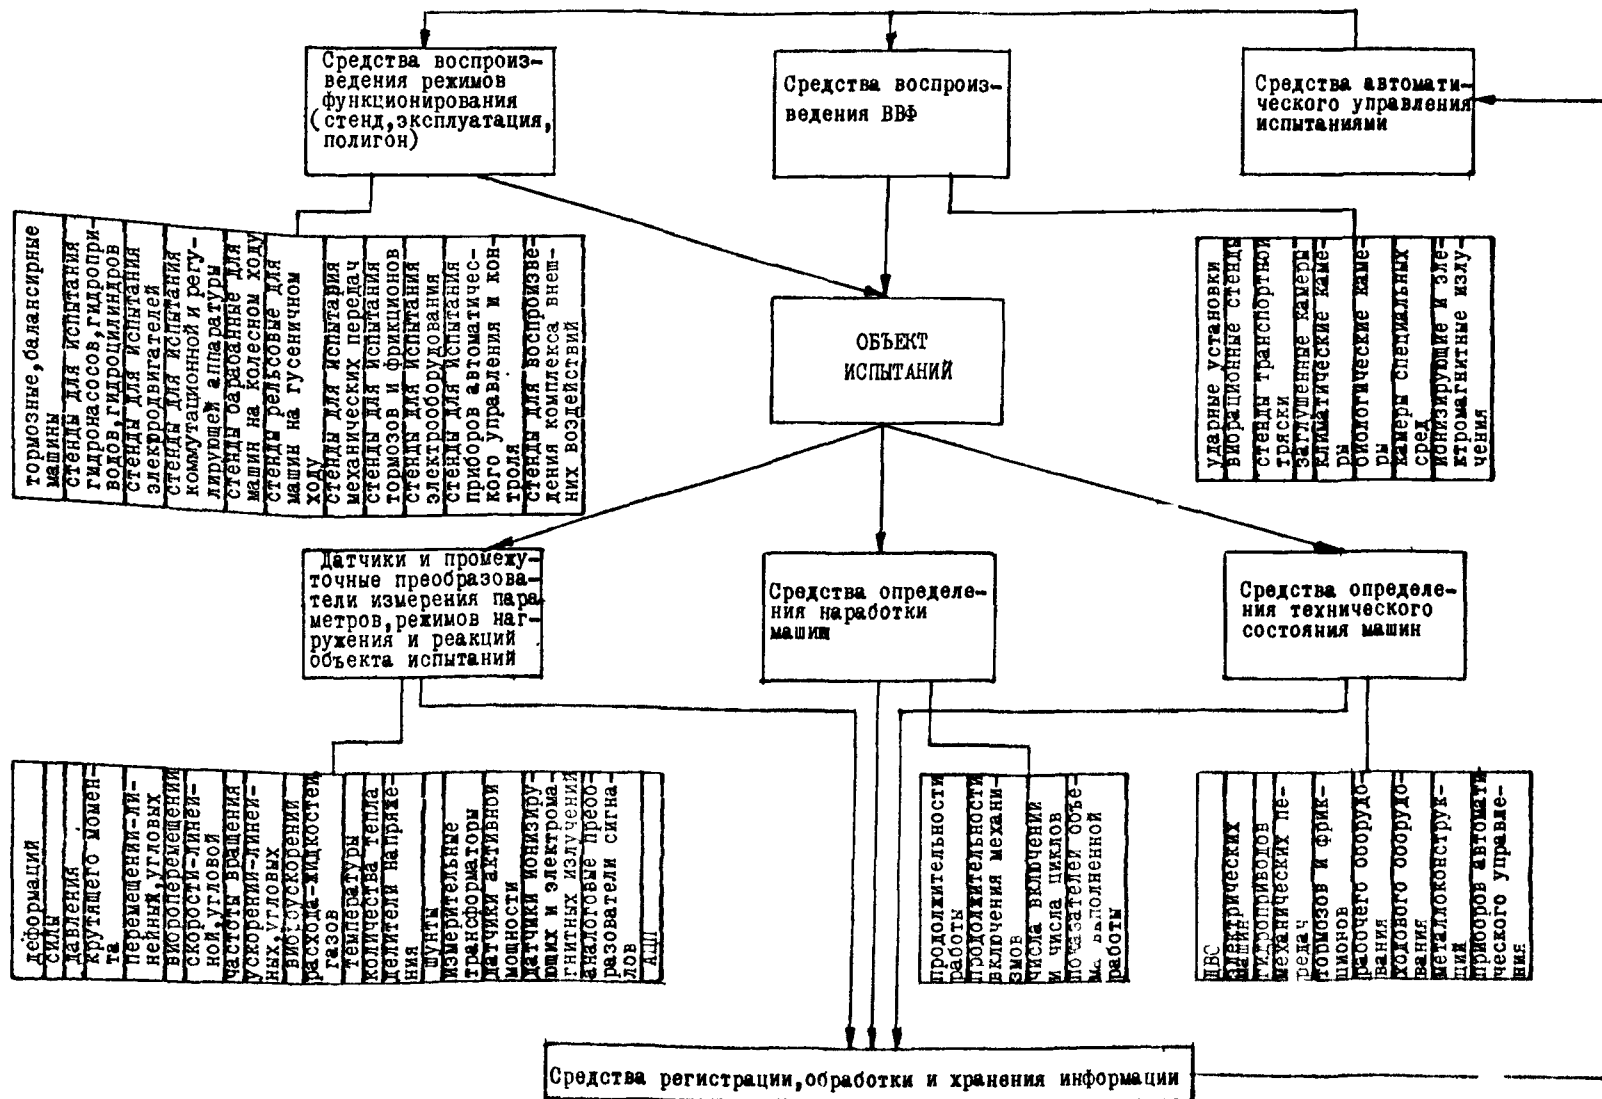 Средства воспроиз-
ведения режимов
функционирования
(стенд,эксплуатация,
полигон)
Средства воспроиз-
ведения ВВФ
Средства автомати-
ческого управления
испытаниями
тормозные,балансирные
машины
стенды для испытания
гидронасосов,гидропри-
водов,гидроцилиндров
стенды для испытания
электродвигателей
стенды для испытания
коммутационной и регу-
лирующей аппаратуры
стенды барабанные для
машин на колесном ходу
стенды рельсовые для
машин на гусеничном
ходу
стенды для испытария
механических передач
стенды для испытания
тормозов и фрикционов
стенды для испытания
электрооборудования
стенды для испытания
приборов автоматичес-
кого управления и кон-
троля
стенды для воспроизве-
дения комплекса внеш-
них воздействий
ОБЪЕКТ
ИСПЫТАНИЙ
ударные установки
вибрационные стенды
стенды транспортной
тряски
заглушенные камеры
климатические каме-
ры
биологические каме-
ры
камеры специальных
сред
ионизирующие и эле-
ктромагнитные излу-
чения
Датчики и промежу-
точные преобразова-
тели измерения пара-
метров,режимов наг-
ружения и реакций
объекта испытаний
Средства определе-
ния наработки
машин
Средства определе-
ния технического
состояния машин
деформаций
силы
давления
крутящего момен-
та
перемещений-ли-
нейных,угловых
виброперемещений
скорости-линей-
ной,угловой
частоты вращения
ускорений-линей-
ных,угловых
виброускорений
расхода-жидкостей,
газов
температуры
количества тепла
делители напряже-
ния
шунты
измерительные
трансформаторы
датчики активной
мощности
датчики ионизиру-
ющих и электрома-
гнитных излучений
аналоговые преоб-
разователи сигна-
лов
АЦП
продолжительности
работы
продолжительности
включения механи-
змов
числа включений
и числа циклов
показателей объе-
ма выполненной
работы
ДВС
электрических
машин
гидроприводов
механических пе-
редач
тормозов и фрик-
ционов
рабочего оборудо-
вания
ходового оборудо-
вания
металлоконструк-
ций
приборов автомати-
ческого управле-
ния
Средства регистрации,обработки и хранения информации